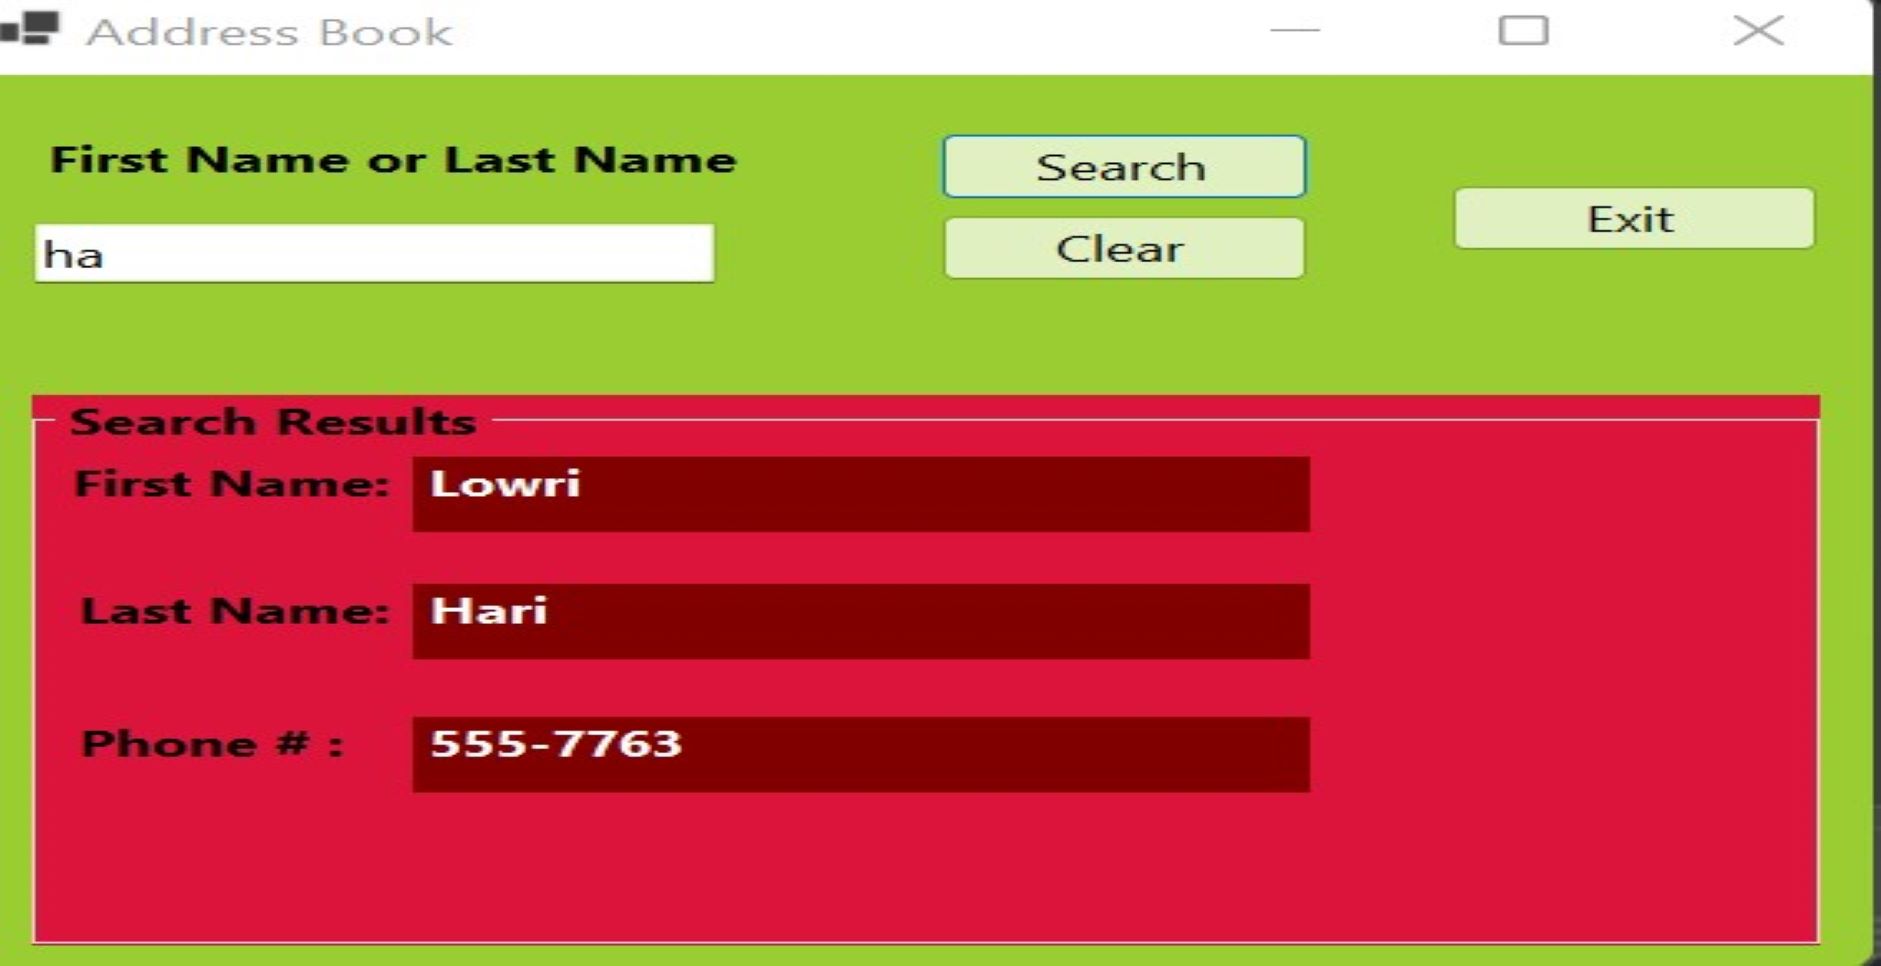 Address Book
First Name or Last Name
Search
Exit
ha
Clear
Search Results
First Name: Lowri
Last Name: Hari
Phone # : 555-7763